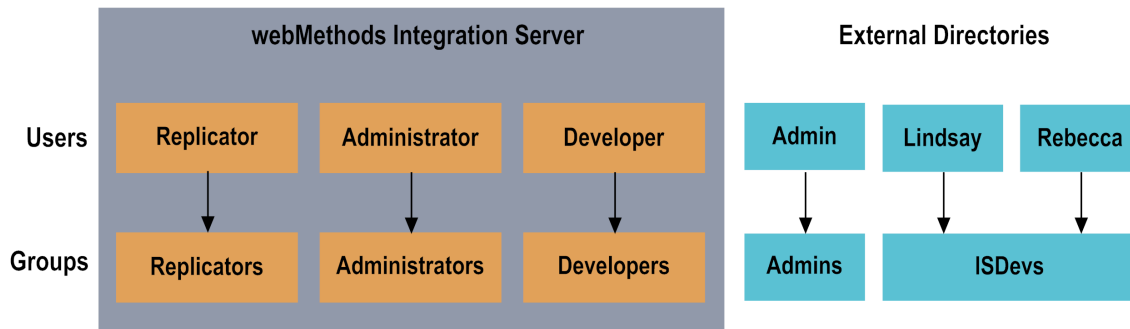 webMethods Integration Server
External Directories
Users
Replicator
Administrator
Developer
Admin
Lindsay
Rebecca
Groups
Replicators
Administrators
Developers
Admins
ISDevs